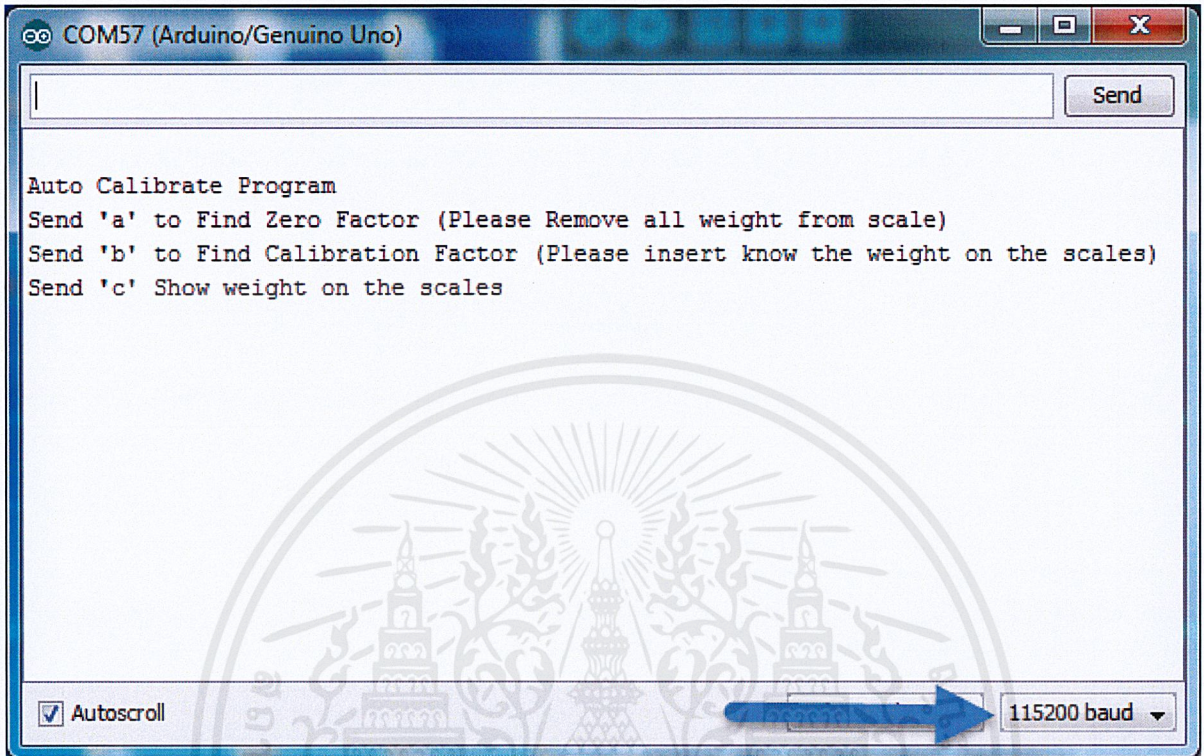 COM57 (Arduino/Genuino Uno)
Send
Auto Calibrate Program
Send 'a' to Find Zero Factor (Please Remove all weight from scale)
Send 'b' to Find Calibration Factor (Please insert know the weight on the scales)
Send 'c' Show weight on the scales
Autoscroll
115200 baud